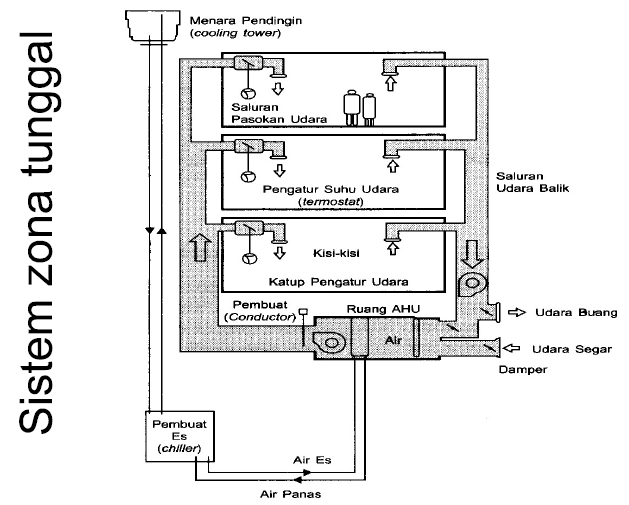 Sistem zona tunggal
Menara Pendingin
(cooling tower)
Saluran
Pasokan Udara
Pengatur Suhu Udara
(termostat)
Saluran
Udara Balik
Kisi-kisi
Katup Pengatur Udara
Pembuat
(Conductor)
Ruang AHU
Air
Udara Buang
Udara Segar
Damper
Pembuat
Es
(chiller)
Air Es
Air Panas